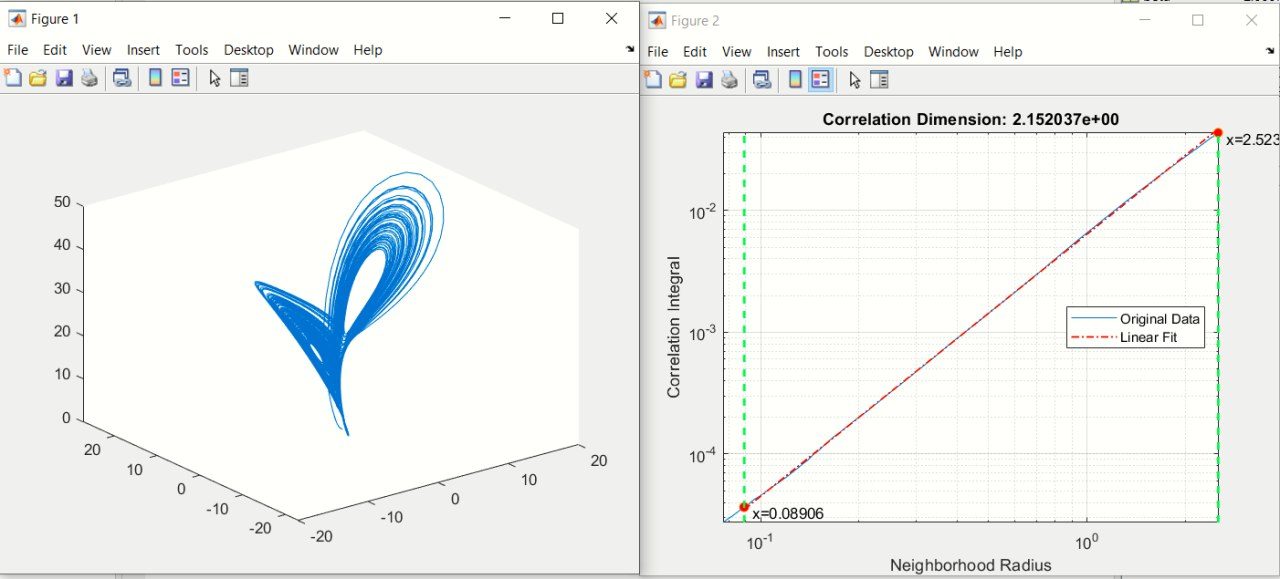 Figure 1
File Edit View Insert Tools Desktop Window Help
50
40
30
20
10
0
20
10
0
-10
-20
-20
-10
0
10
20
Figure 2
File Edit View Insert Tools Desktop Window Help
Correlation Dimension: 2.152037e+00
x=2.523
10-2
10-3
10-4
Correlation Integral
Original Data
Linear Fit
x=0.08906
10-1
100
Neighborhood Radius